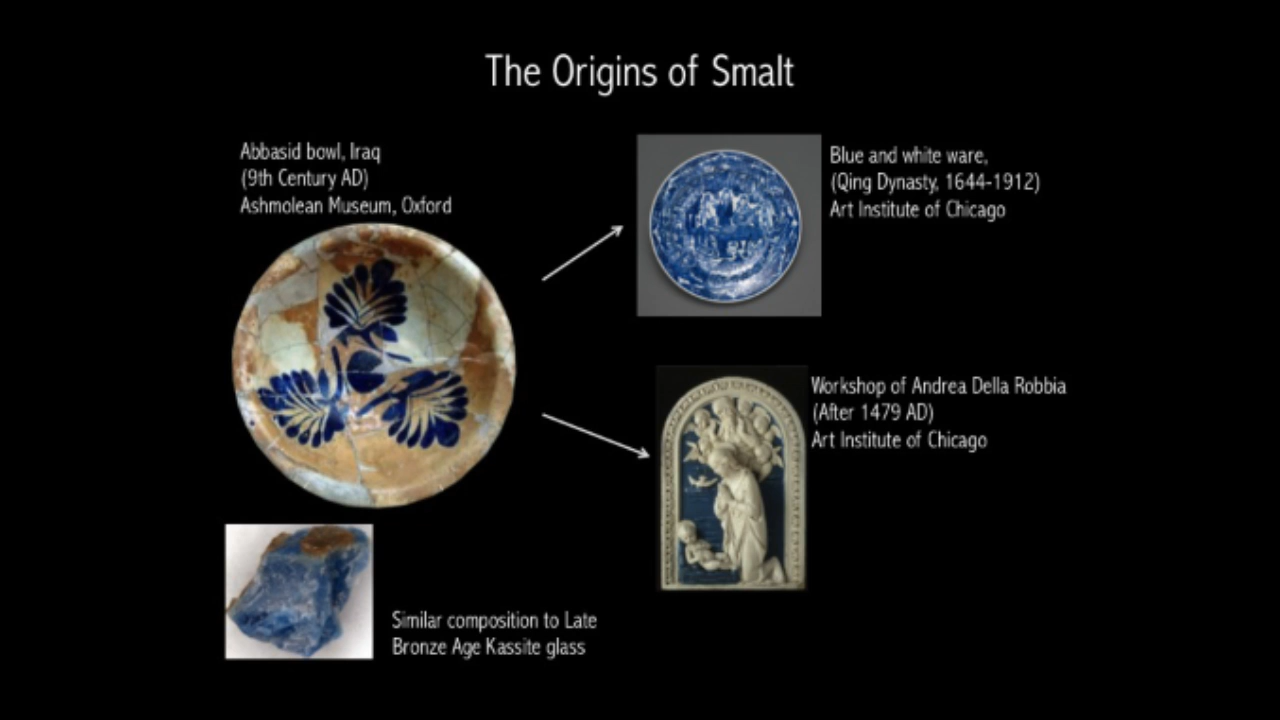 The Origins of Smalt
Abbasid bowl, Iraq
(9th Century AD)
Ashmolean Museum, Oxford
Blue and white ware,
(Qing Dynasty, 1644-1912)
Art Institute of Chicago
Workshop of Andrea Della Robbia
(After 1479 AD)
Art Institute of Chicago
Similar composition to Late
Bronze Age Kassite glass